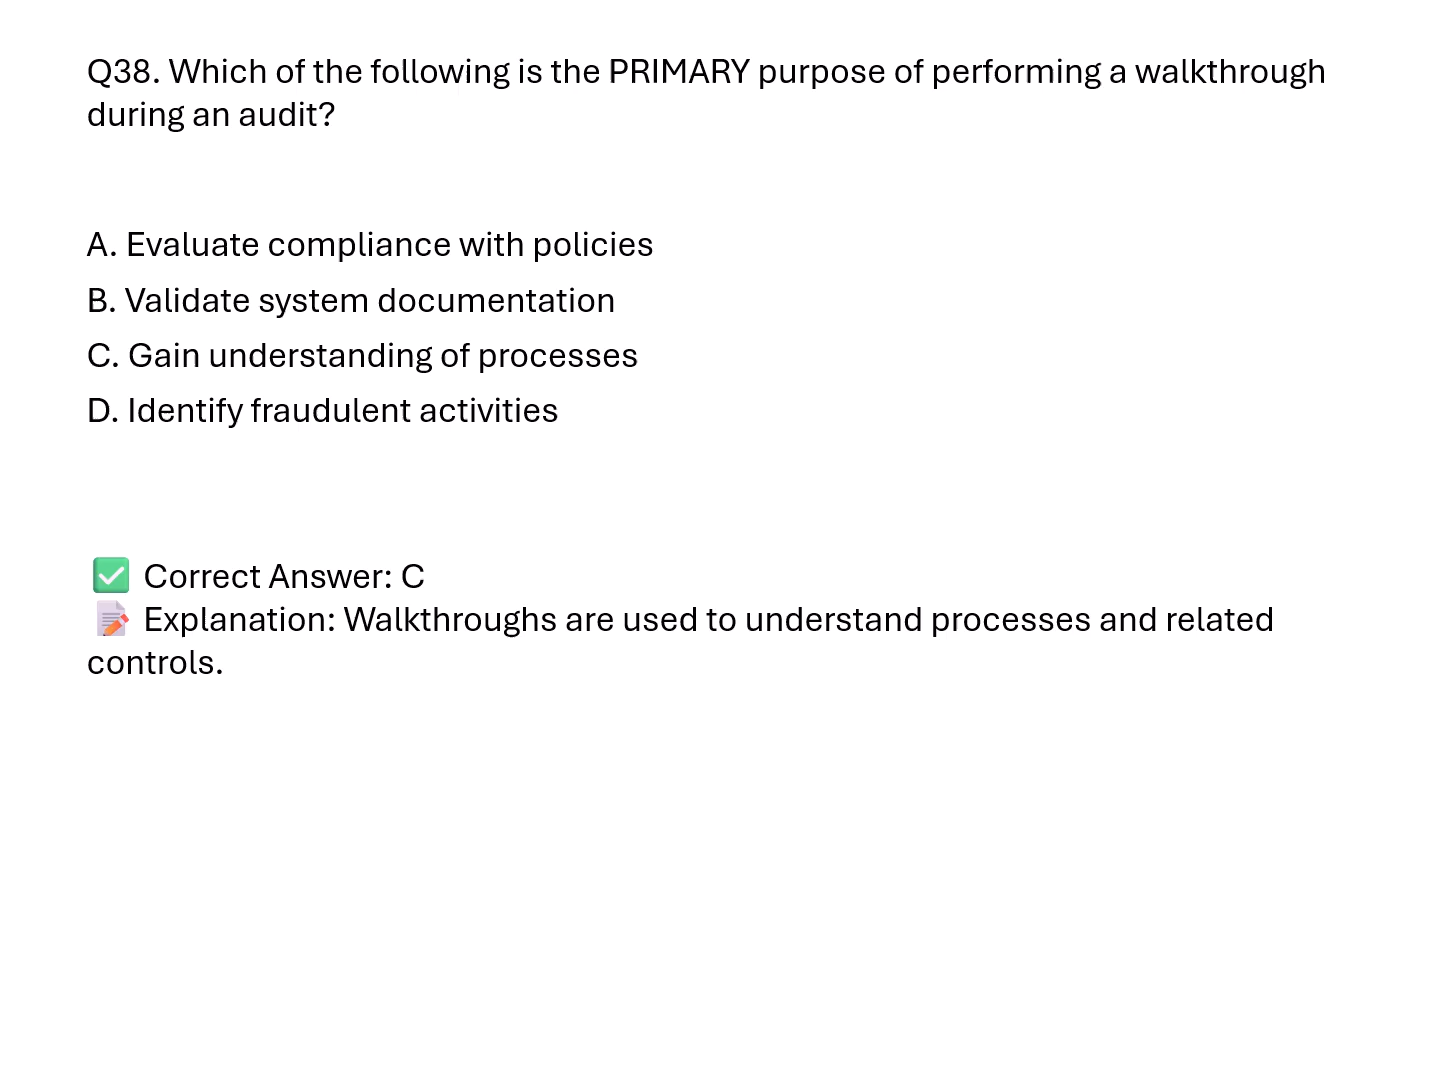 Q38. Which of the following is the PRIMARY purpose of performing a walkthrough
during an audit?
A. Evaluate compliance with policies
B. Validate system documentation
C. Gain understanding of processes
D. Identify fraudulent activities
✅ Correct Answer: C
📝 Explanation: Walkthroughs are used to understand processes and related
controls.